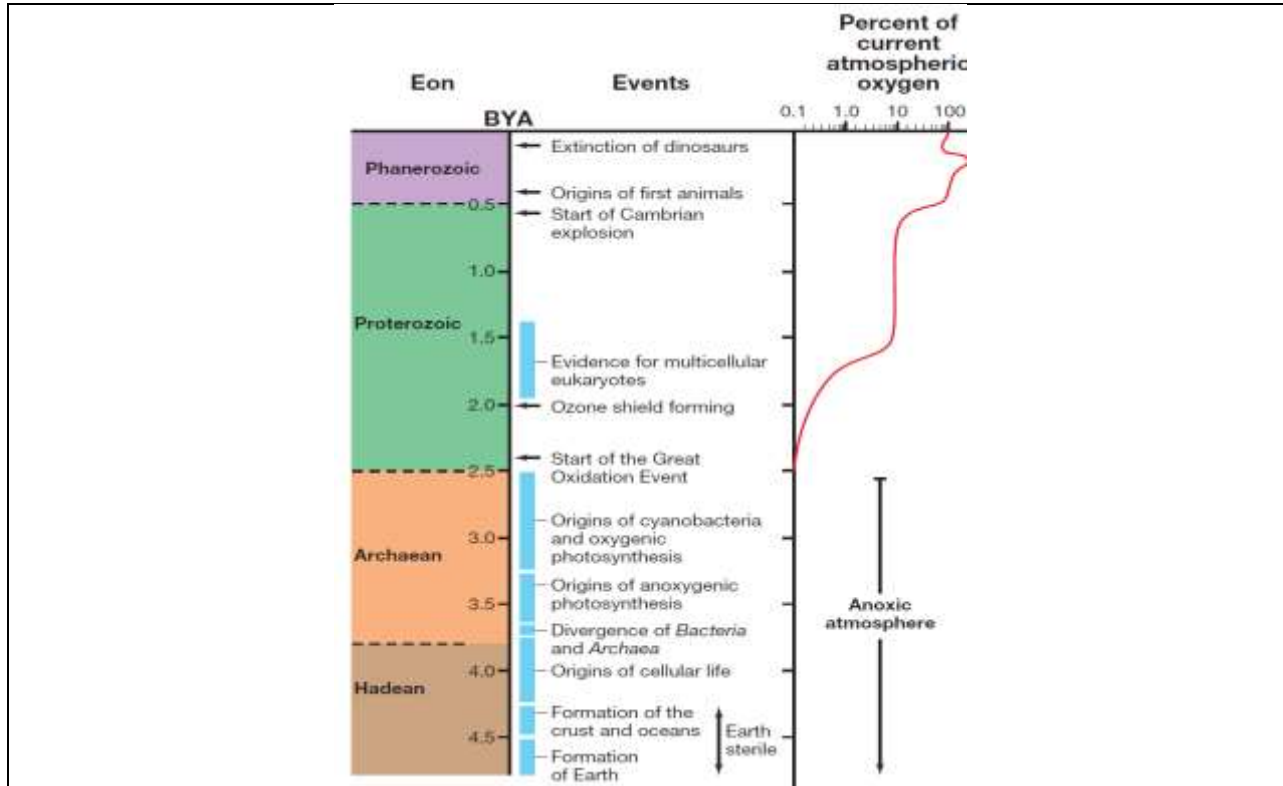 Percent of
current
atmospheric
oxygen
Eon
Events
BYA
0.1 1.0 10 100
Phanerozoic
Extinction of dinosaurs
Origins of first animals
0.5
Start of Cambrian
explosion
1.0
Proterozoic
1.5
Evidence for multicellular
eukaryotes
2.0
Ozone shield forming
Start of the Great
Oxidation Event
2.5
Origins of cyanobacteria
and oxygenic
photosynthesis
3.0
Archaean
Origins of anoxygenic
photosynthesis
3.5
Anoxic
atmosphere
Divergence of Bacteria
and Archaea
Origins of cellular life
4.0
Hadean
Formation of the
crust and oceans
4.5
Earth
sterile
Formation
of Earth